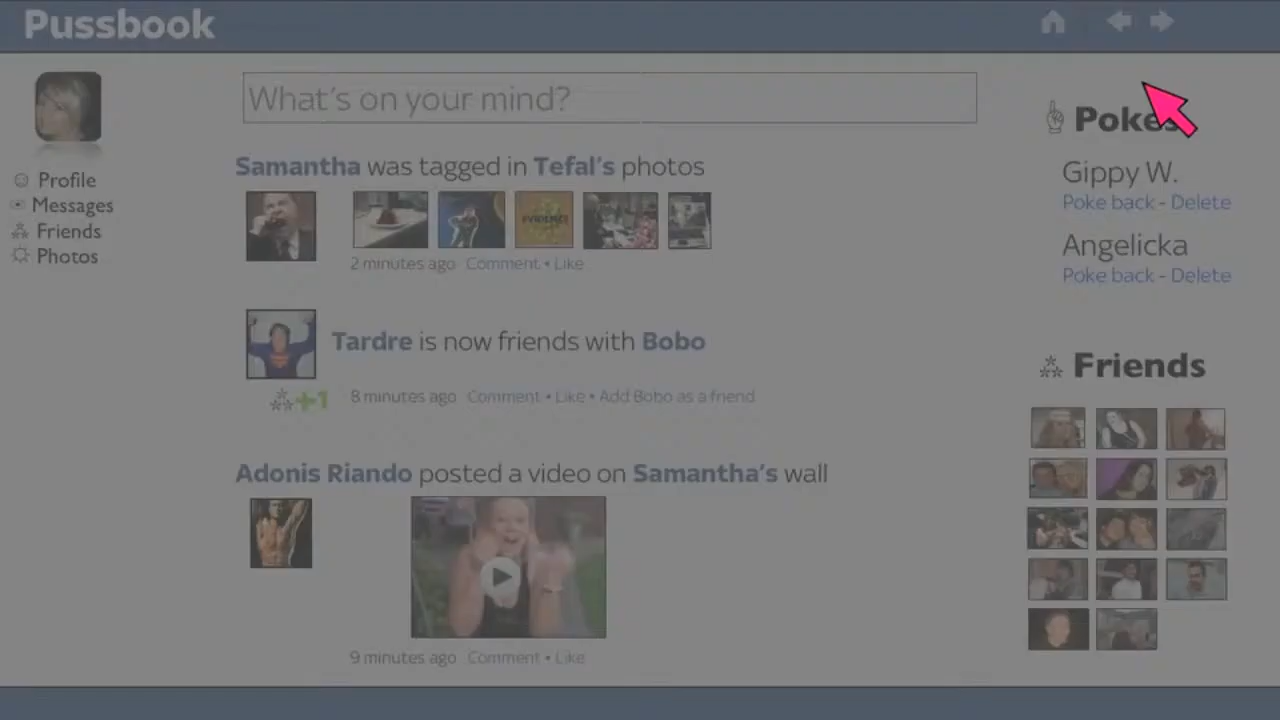 Pussbook
What's on your mind?
Profile
Messages
Friends
Photos
Samantha was tagged in Tefal's photos
EVIDENCE
2 minutes ago Comment • Like
Tardre is now friends with Bobo
+1 8 minutes ago Comment • Like • Add Bobo as a friend
Adonis Riando posted a video on Samantha's wall
9 minutes ago Comment • Like
Pokes
Gippy W.
Poke back - Delete
Angelicka
Poke back - Delete
Friends